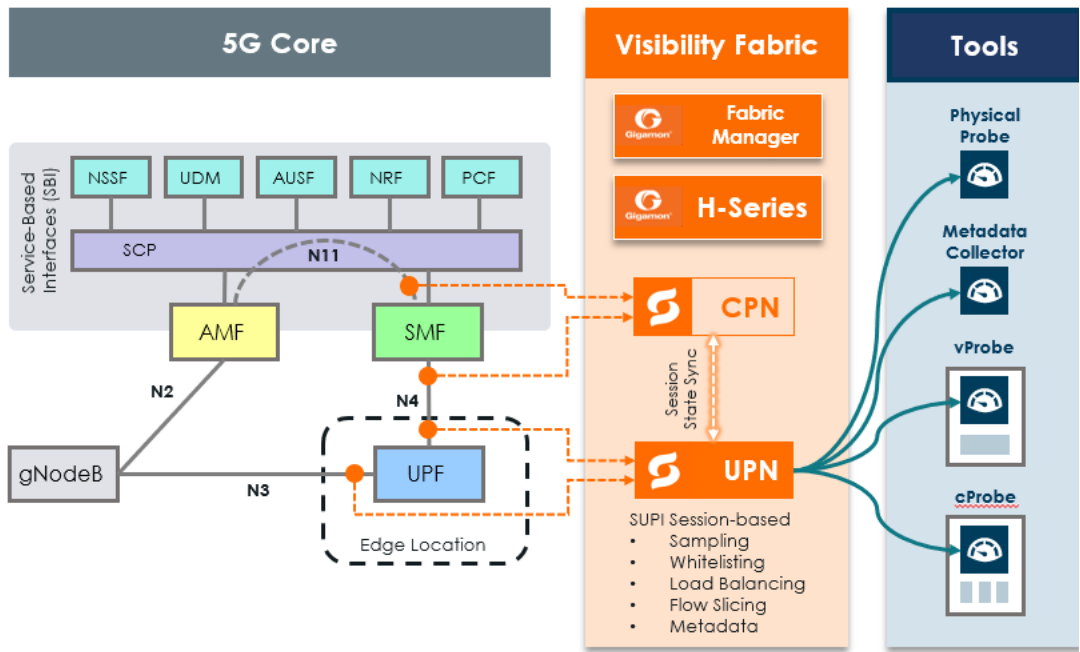 5G Core
Service-Based
Interfaces (SBI)
NSSF
UDM
AUSF
NRF
PCF
SCP
N11
AMF
SMF
N2
N4
gNodeB
N3
UPF
Edge Location
Visibility Fabric
Gigamon
Fabric
Manager
Gigamon
H-Series
CPN
Session
State Sync
UPN
SUPI Session-based
• Sampling
• Whitelisting
• Load Balancing
• Flow Slicing
• Metadata
Tools
Physical
Probe
Metadata
Collector
vProbe
cProbe